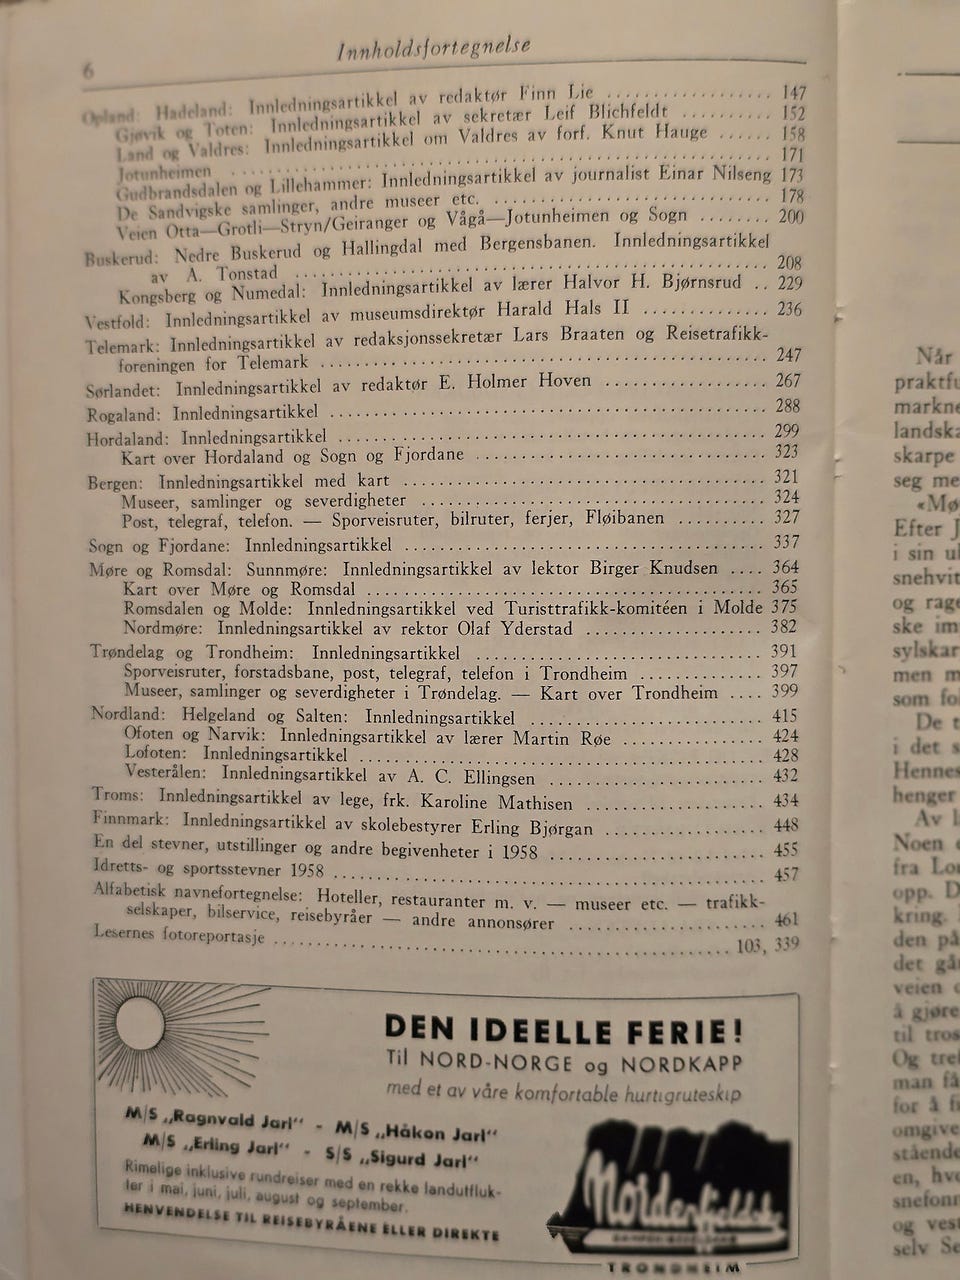 6
Innholdsfortegnelse
Opland: Hadeland: Innledningsartikkel av redaktør Finn Lie .................. 147
Gjøvik og Toten: Innledningsartikkel av sekretær Leif Blichfeldt ............ 152
Land og Valdres: Innledningsartikkel om Valdres av forf. Knut Hauge ...... 158
Jotunheimen .................. 171
Gudbrandsdalen og Lillehammer: Innledningsartikkel av journalist Einar Nilseng 173
De Sandvigske samlinger, andre museer etc. .................. 178
Veien Otta—Grotli—Stryn/Geiranger og Vågå—Jotunheimen og Sogn ........ 200
Buskerud: Nedre Buskerud og Hallingdal med Bergensbanen. Innledningsartikkel
av A. Tonstad .................. 208
Kongsberg og Numedal: Innledningsartikkel av lærer Halvor H. Bjørnsrud .. 229
Vestfold: Innledningsartikkel av museumsdirektør Harald Hals II .............. 236
Telemark: Innledningsartikkel av redaksjonssekretær Lars Braaten og Reisetrafikk-
foreningen for Telemark .................. 247
Sørlandet: Innledningsartikkel av redaktør E. Holmer Hoven .................. 267
Rogaland: Innledningsartikkel .................. 288
Hordaland: Innledningsartikkel .................. 299
Kart over Hordaland og Sogn og Fjordane .................. 323
Bergen: Innledningsartikkel med kart .................. 321
Museer, samlinger og severdigheter .................. 324
Post, telegraf, telefon. — Sporveisruter, bilruter, ferjer, Fløibanen .......... 327
Sogn og Fjordane: Innledningsartikkel .................. 337
Møre og Romsdal: Sunnmøre: Innledningsartikkel av lektor Birger Knudsen .... 364
Kart over Møre og Romsdal .................. 365
Romsdalen og Molde: Innledningsartikkel ved Turisttrafikk-komitéen i Molde 375
Nordmøre: Innledningsartikkel av rektor Olaf Yderstad .................. 382
Trøndelag og Trondheim: Innledningsartikkel .................. 391
Sporveisruter, forstadsbane, post, telegraf, telefon i Trondheim ............ 397
Museer, samlinger og severdigheter i Trøndelag. — Kart over Trondheim .... 399
Nordland: Helgeland og Salten: Innledningsartikkel .................. 415
Ofoten og Narvik: Innledningsartikkel av lærer Martin Røe .............. 424
Lofoten: Innledningsartikkel .................. 428
Vesterålen: Innledningsartikkel av A. C. Ellingsen .................. 432
Troms: Innledningsartikkel av lege, frk. Karoline Mathisen .................. 434
Finnmark: Innledningsartikkel av skolebestyrer Erling Bjørgan ................ 448
En del stevner, utstillinger og andre begivenheter i 1958 .................. 455
Idretts- og sportsstevner 1958 .................. 457
Alfabetisk navnefortegnelse: Hoteller, restauranter m. v. — museer etc. — trafikk-
selskaper, bilservice, reisebyråer — andre annonsører .................. 461
Lesernes fotoreportasje .................. 103, 339
DEN IDEELLE FERIE!
Til NORD-NORGE og NORDKAPP
med et av våre komfortable hurtigruteskip
M/S „Ragnvald Jarl“ - M/S „Håkon Jarl“
M/S „Erling Jarl“ - S/S „Sigurd Jarl“
Rimelige inklusive rundreiser med en rekke landutfluk-
ter i mai, juni, juli, august og september.
HENVENDELSE TIL REISEBYRÅENE ELLER DIREKTE
Nordenfjeldske
TRONDHEIM
Når
praktfu
markne
landska
skarpe
seg me
«Mø
Efter J
i sin ul
snehvit
og rage
ske im
sylskar
men m
som fo
De t
i det s
Hennes
henger
Av l
Noen
fra Lo
opp. D
kring.
den på
det gå
veien
å gjøre
til tros
Og tre
man få
for å f
omgive
stående
en, hv
snefonn
og vest
selv Se